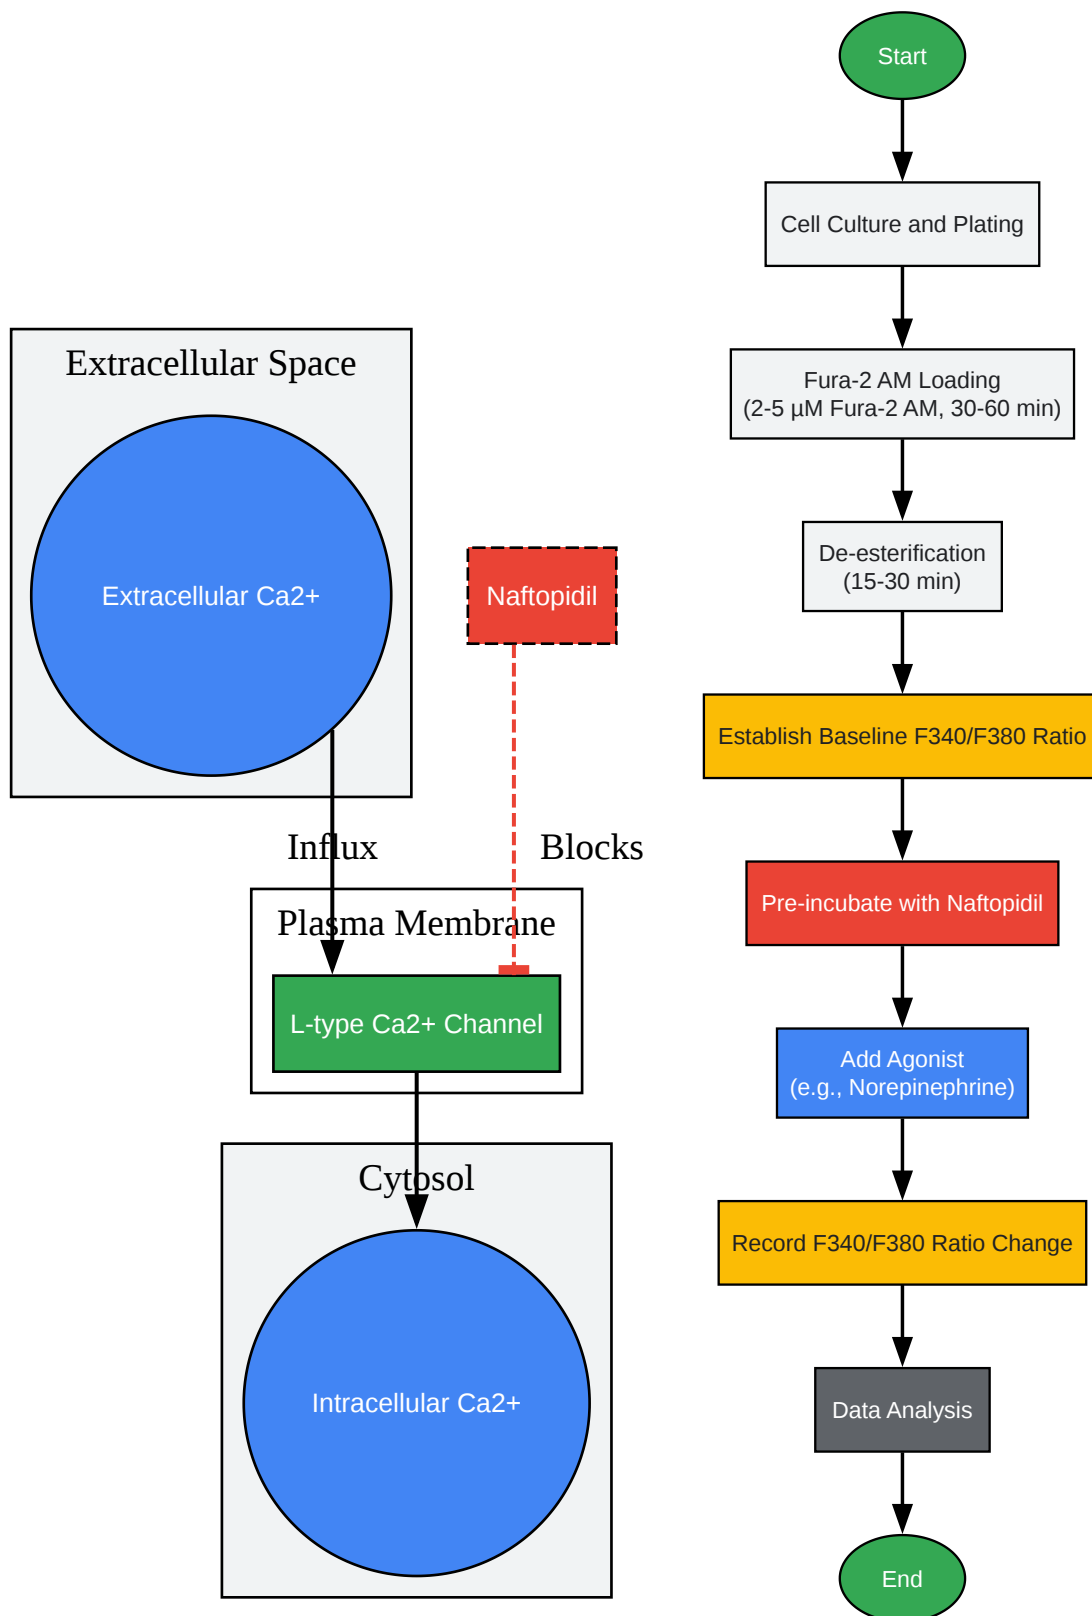 Extracellular Space
Extracellular Ca2+
Naftopidil
Influx
Blocks
Plasma Membrane
L-type Ca2+ Channel
Cytosol
Intracellular Ca2+
Start
Cell Culture and Plating
Fura-2 AM Loading
(2-5 µM Fura-2 AM, 30-60 min)
De-esterification
(15-30 min)
Establish Baseline F340/F380 Ratio
Pre-incubate with Naftopidil
Add Agonist
(e.g., Norepinephrine)
Record F340/F380 Ratio Change
Data Analysis
End